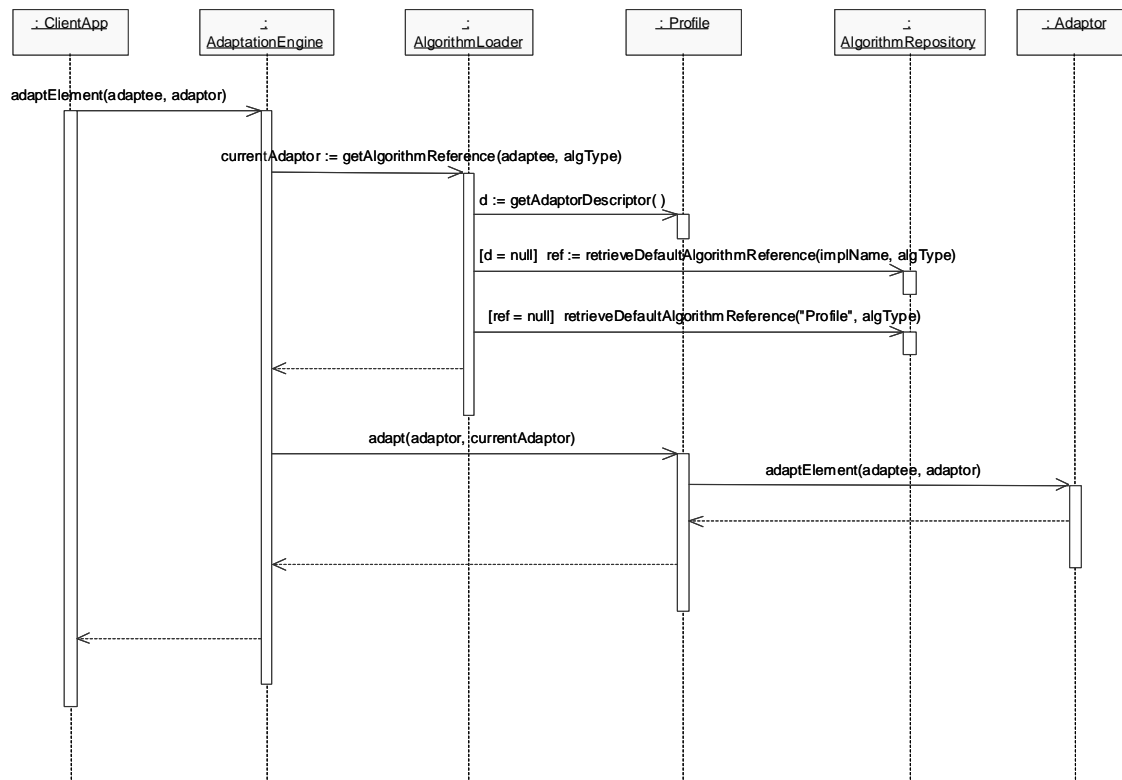 : ClientApp
:
AdaptationEngine
:
AlgorithmLoader
: Profile
:
AlgorithmRepository
: Adaptor
adaptElement(adaptee, adaptor)
currentAdaptor := getAlgorithmReference(adaptee, algType)
d := getAdaptorDescriptor( )
[d = null]  ref := retrieveDefaultAlgorithmReference(implName, algType)
[ref = null]  retrieveDefaultAlgorithmReference("Profile", algType)
adapt(adaptor, currentAdaptor)
adaptElement(adaptee, adaptor)